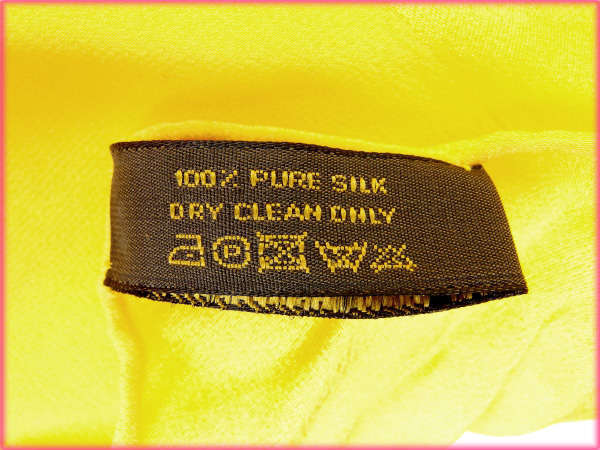 100% PURE SILK
DRY CLEAN ONLY
P